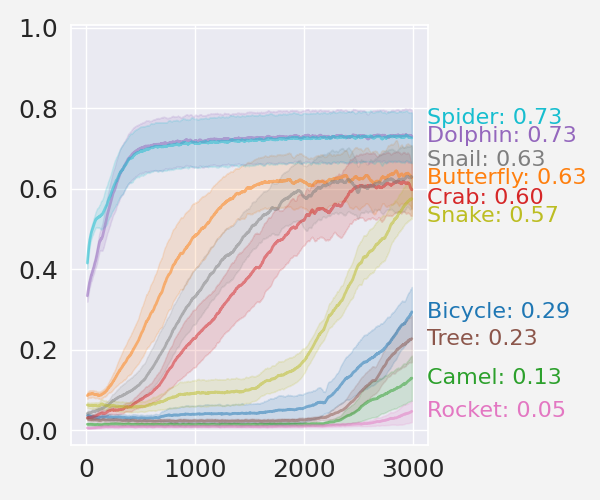 1.0
0.8
0.6
0.4
0.2
0.0
0
1000
2000
3000
Spider: 0.73
Dolphin: 0.73
Snail: 0.63
Butterfly: 0.63
Crab: 0.60
Snake: 0.57
Bicycle: 0.29
Tree: 0.23
Camel: 0.13
Rocket: 0.05